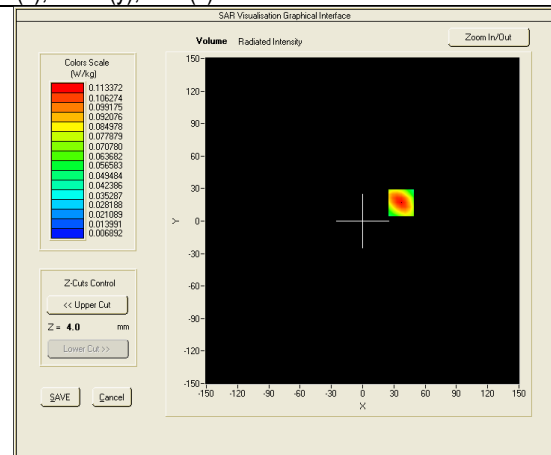 SAR Visualisation Graphical Interface
Volume Radiated Intensity
Zoom In/Out
Colors Scale
(W/kg)
0.113372
0.106274
0.099175
0.092076
0.084978
0.077879
0.070780
0.063682
0.056583
0.049484
0.042386
0.035287
0.028188
0.021089
0.013991
0.006892
Z-Cuts Control
<< Upper Cut
Z = 4.0 mm
Lower Cut >>
SAVE Cancel
150
120
90
60
30
0
-30
-60
-90
-120
-150
Y
-150 -120 -90 -60 -30 0 30 60 90 120 150
X